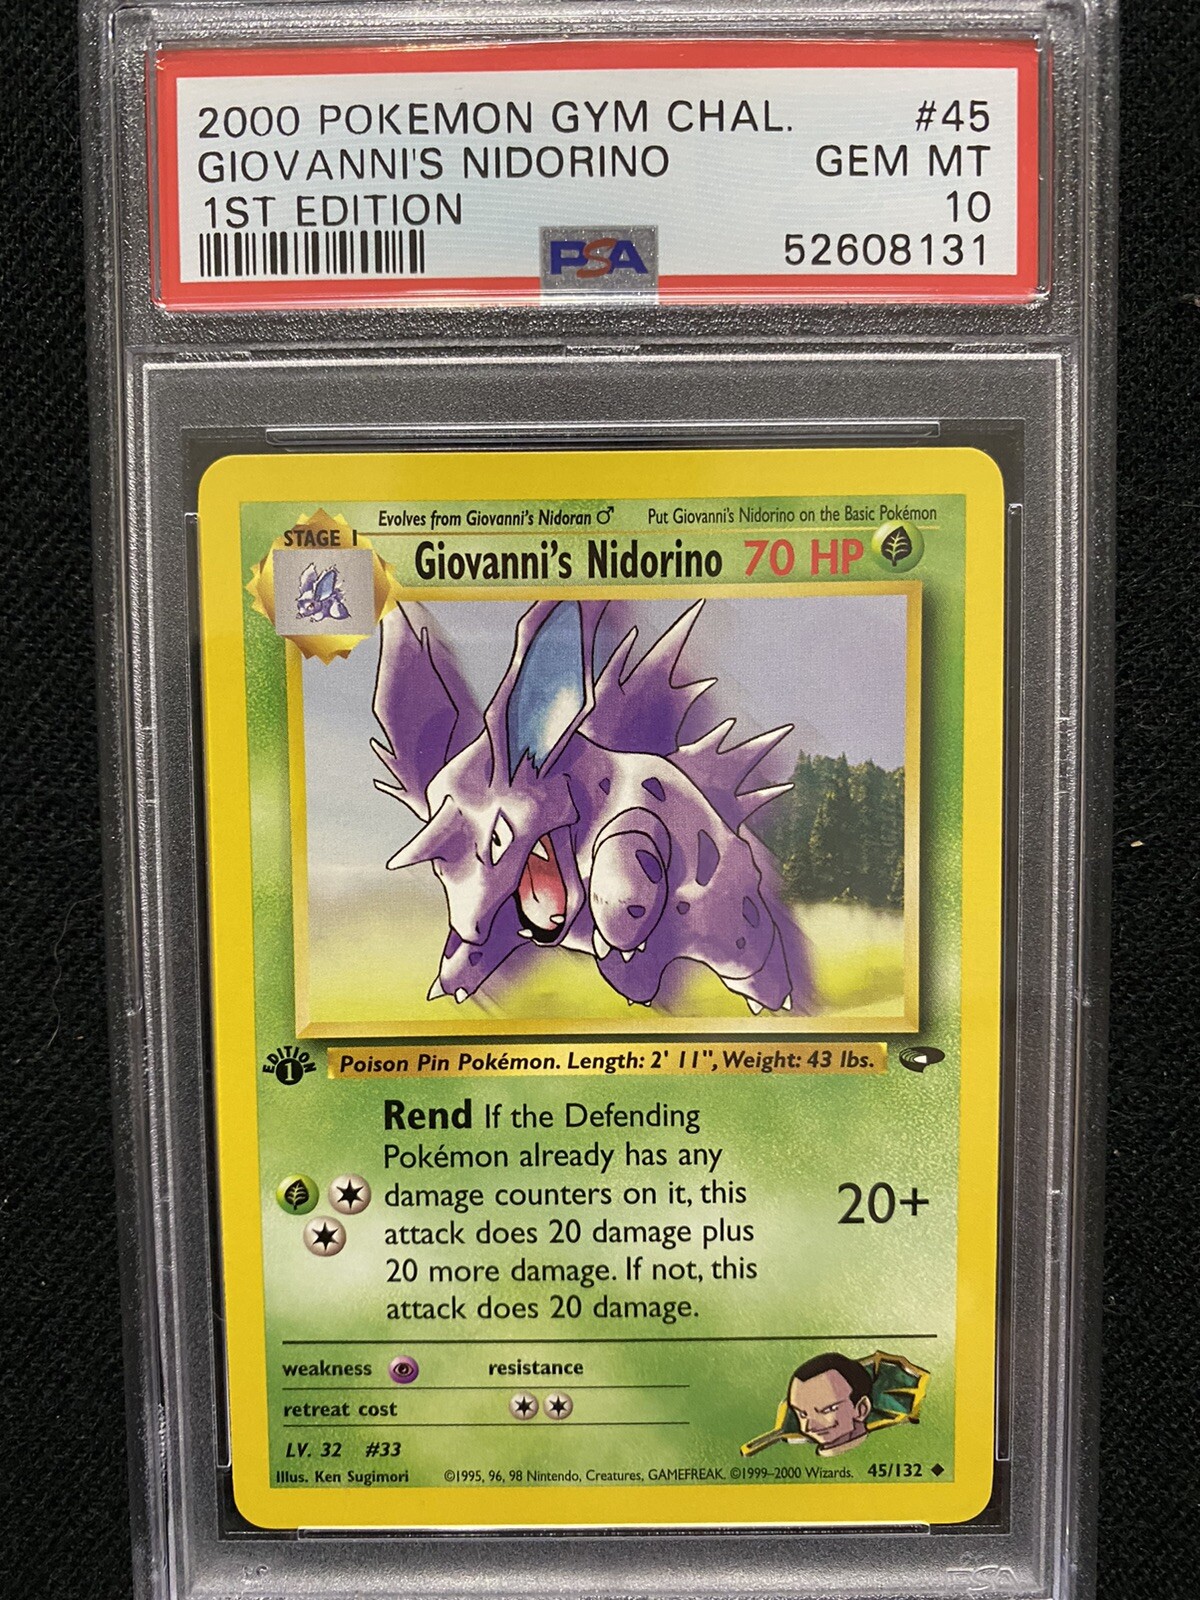 2000 POKEMON GYM CHAL. #45
GIOVANNI'S NIDORINO GEM MT
1ST EDITION 10
PSA 52608131
Evolves from Giovanni's Nidoran ♂ Put Giovanni's Nidorino on the Basic Pokémon
STAGE 1
Giovanni's Nidorino 70 HP
EDITION
1
Poison Pin Pokémon. Length: 2' 11", Weight: 43 lbs.
Rend If the Defending
Pokémon already has any
damage counters on it, this
attack does 20 damage plus
20 more damage. If not, this
attack does 20 damage.
20+
weakness resistance
retreat cost
LV. 32 #33
Illus. Ken Sugimori ©1995, 96, 98 Nintendo, Creatures, GAMEFREAK. ©1999–2000 Wizards. 45/132 ◆
PSA